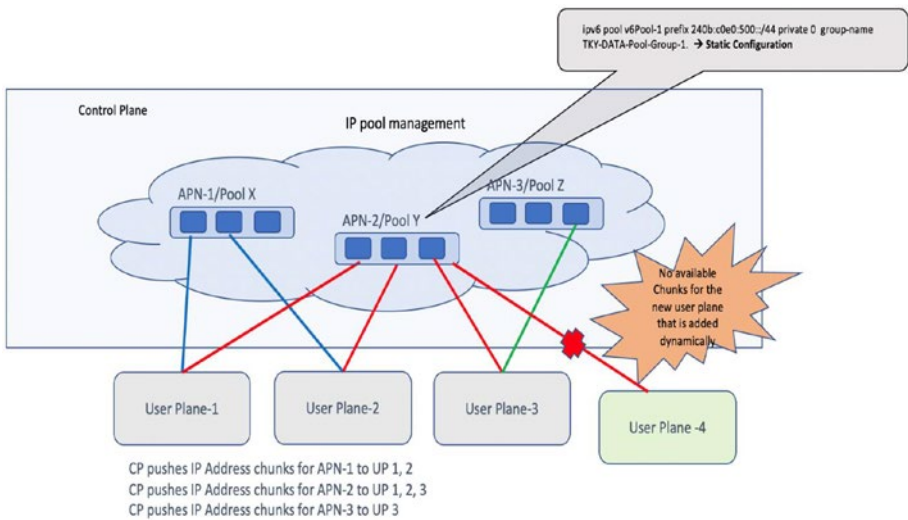 ipv6 pool v6Pool-1 prefix 240b:c0e0:500::/44 private 0 group-name
TKY-DATA-Pool-Group-1. → Static Configuration
Control Plane
IP pool management
APN-1/Pool X
APN-2/Pool Y
APN-3/Pool Z
No available
Chunks for the
new user plane
that is added
dynamically
User Plane-1
User Plane-2
User Plane-3
User Plane -4
CP pushes IP Address chunks for APN-1 to UP 1, 2
CP pushes IP Address chunks for APN-2 to UP 1, 2, 3
CP pushes IP Address chunks for APN-3 to UP 3